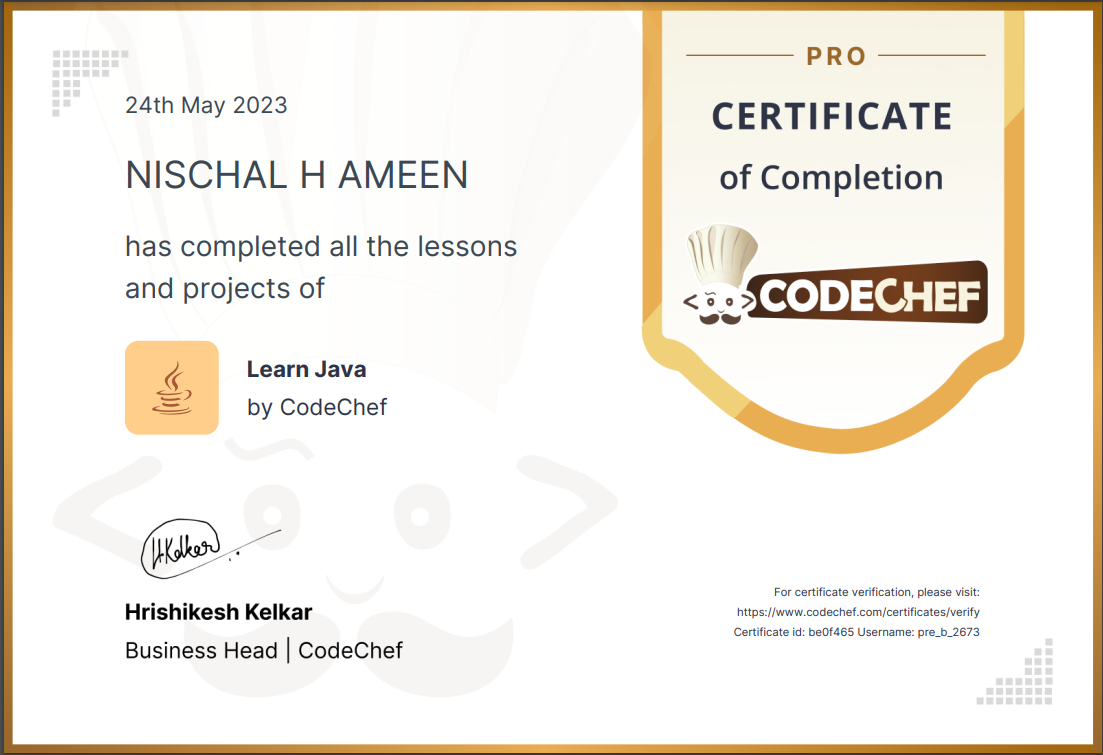 24th May 2023
NISCHAL H AMEEN
has completed all the lessons
and projects of
Learn Java
by CodeChef
H.Kelkar
Hrishikesh Kelkar
Business Head | CodeChef
PRO
CERTIFICATE
of Completion
CODECHEF
For certificate verification, please visit:
https://www.codechef.com/certificates/verify
Certificate id: be0f465 Username: pre_b_2673